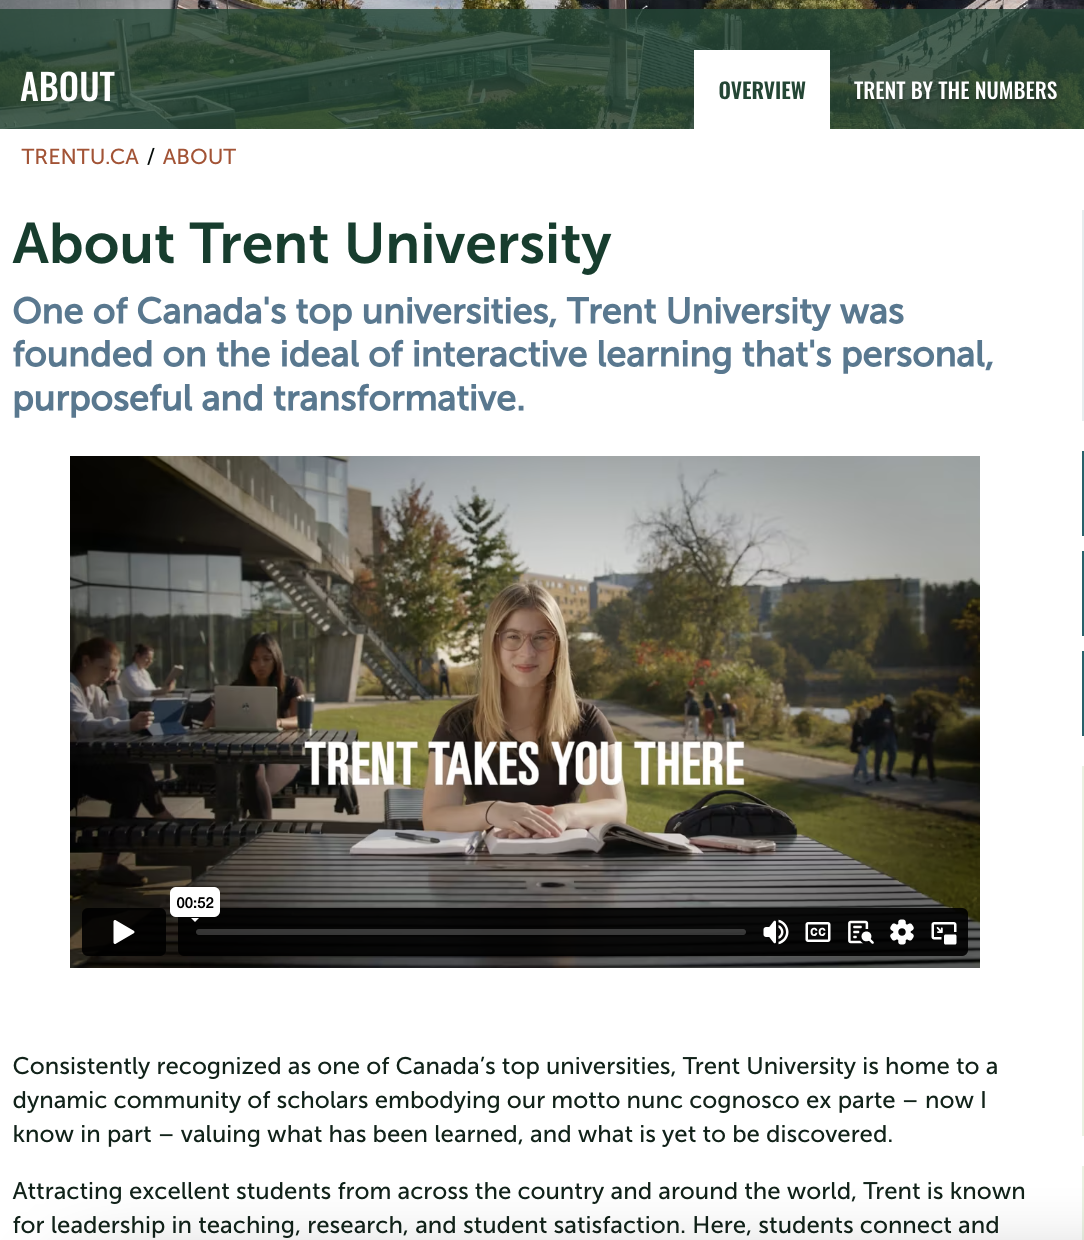 ABOUT
OVERVIEW
TRENT BY THE NUMBERS
TRENTU.CA / ABOUT
About Trent University
One of Canada's top universities, Trent University was
founded on the ideal of interactive learning that's personal,
purposeful and transformative.
TRENT TAKES YOU THERE
00:52
CC
Consistently recognized as one of Canada’s top universities, Trent University is home to a
dynamic community of scholars embodying our motto nunc cognosco ex parte – now I
know in part – valuing what has been learned, and what is yet to be discovered.
Attracting excellent students from across the country and around the world, Trent is known
for leadership in teaching, research, and student satisfaction. Here, students connect and